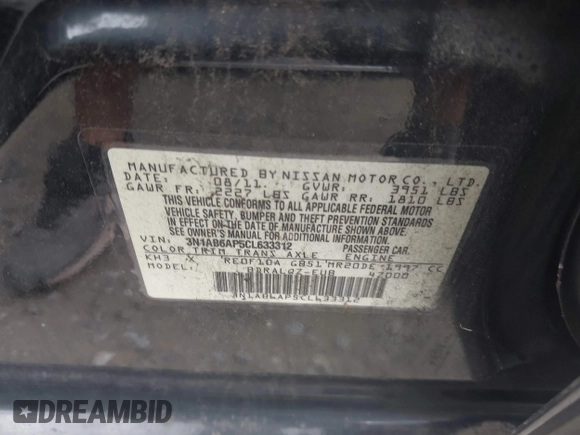 MANUFACTURED BY NISSAN MOTOR CO., LTD.
DATE: 08/11. GVWR: 3951 LBS
GAWR FR: 2227 LBS GAWR RR: 1810 LBS
THIS VEHICLE CONFORMS TO ALL APPLICABLE FEDERAL MOTOR
VEHICLE SAFETY, BUMPER AND THEFT PREVENTION STANDARDS
IN EFFECT ON THE DATE OF MANUFACTURE SHOWN ABOVE.
SEE OWNER'S MANUAL FOR ADDITIONAL INFORMATION.
VIN: 3N1AB6AP5CL633312 PASSENGER CAR.
COLOR TRIM TRANS AXLE ENGINE
KH3 X RE0F10A GB51 MR20DE 1997 CC
BDRALQZ-EUB 47000
3N1AB6AP5CL633312
DREAMBID